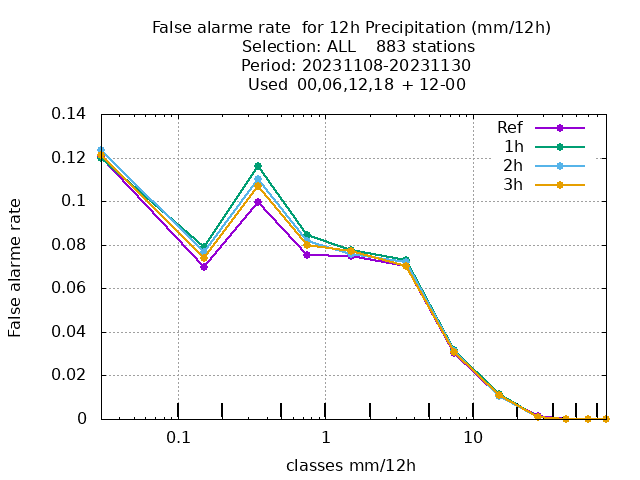 False alarme rate  for 12h Precipitation (mm/12h)
Selection: ALL    883 stations
Period: 20231108-20231130
Used  00,06,12,18  + 12-00
Ref
1h
2h
3h
False alarme rate
0.14
0.12
0.1
0.08
0.06
0.04
0.02
0
0.1
1
10
classes mm/12h